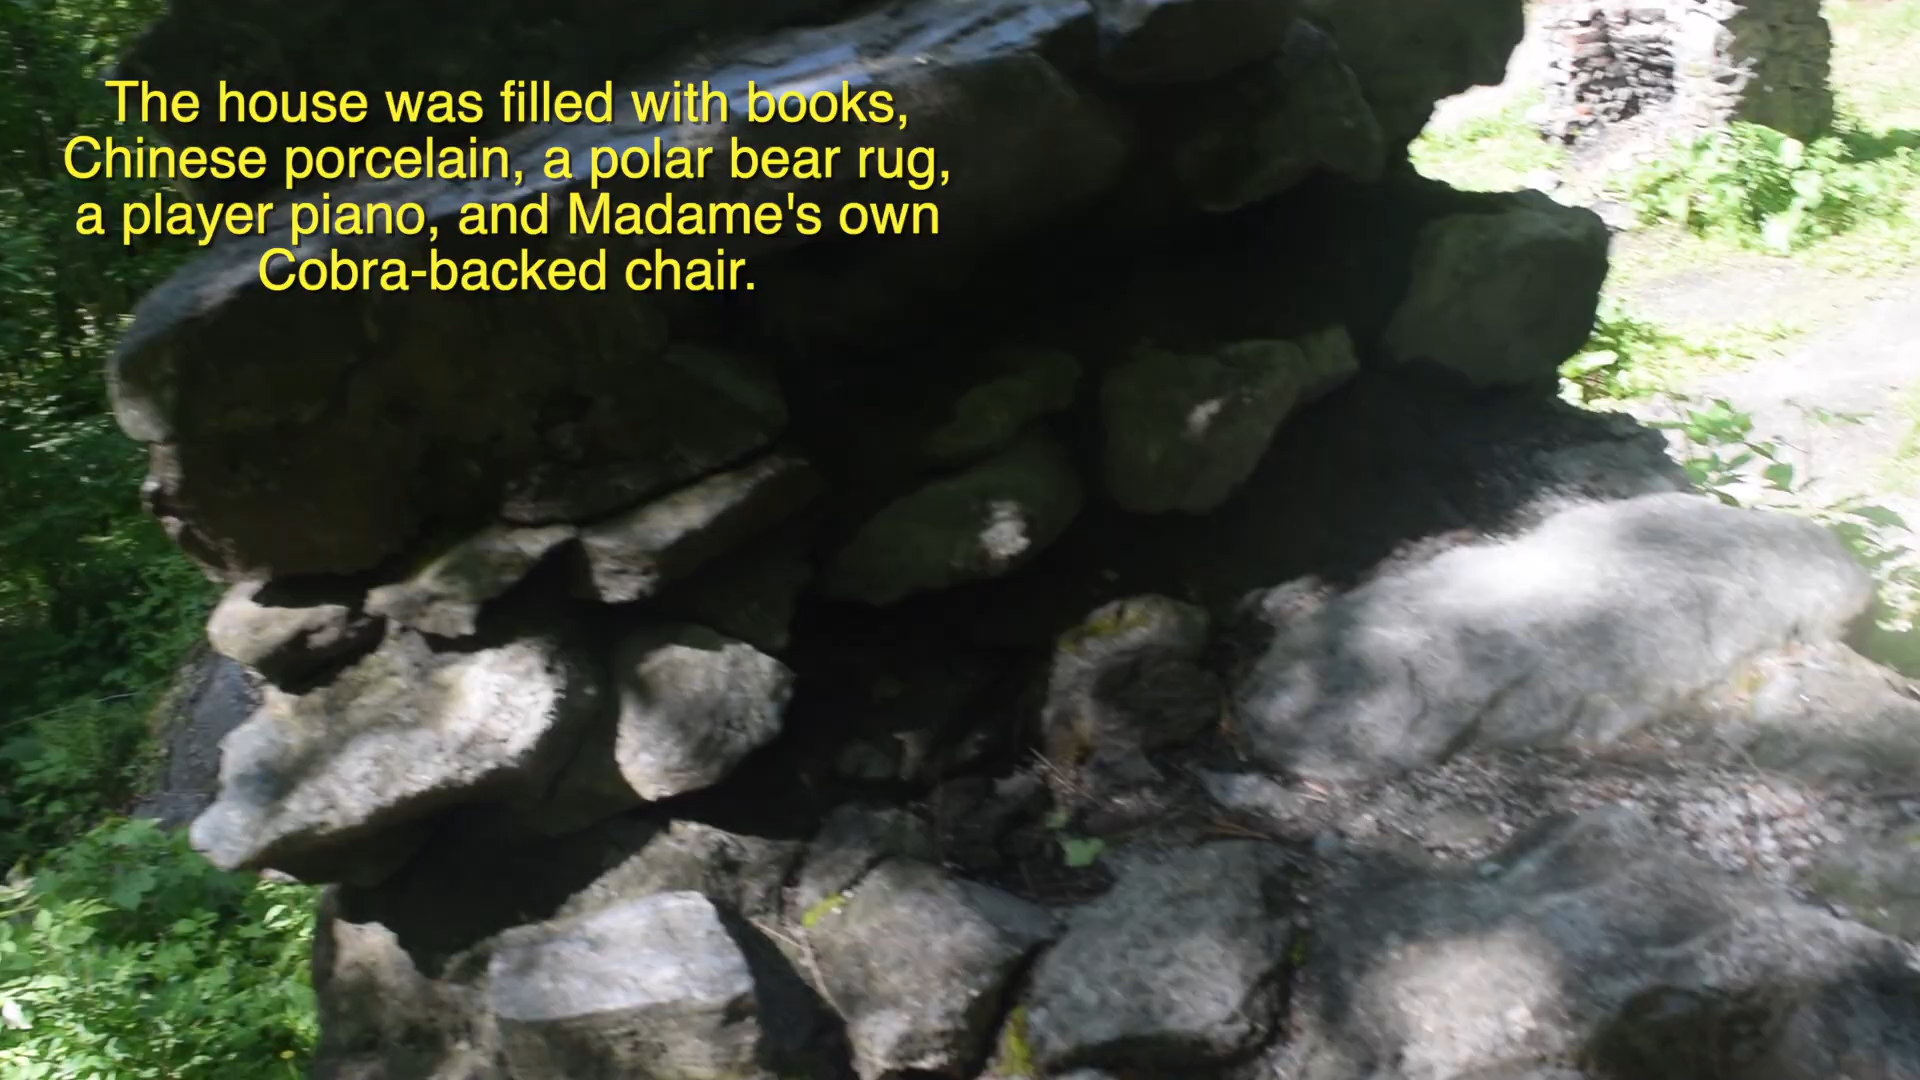 The house was filled with books,
Chinese porcelain, a polar bear rug,
a player piano, and Madame's own
Cobra-backed chair.